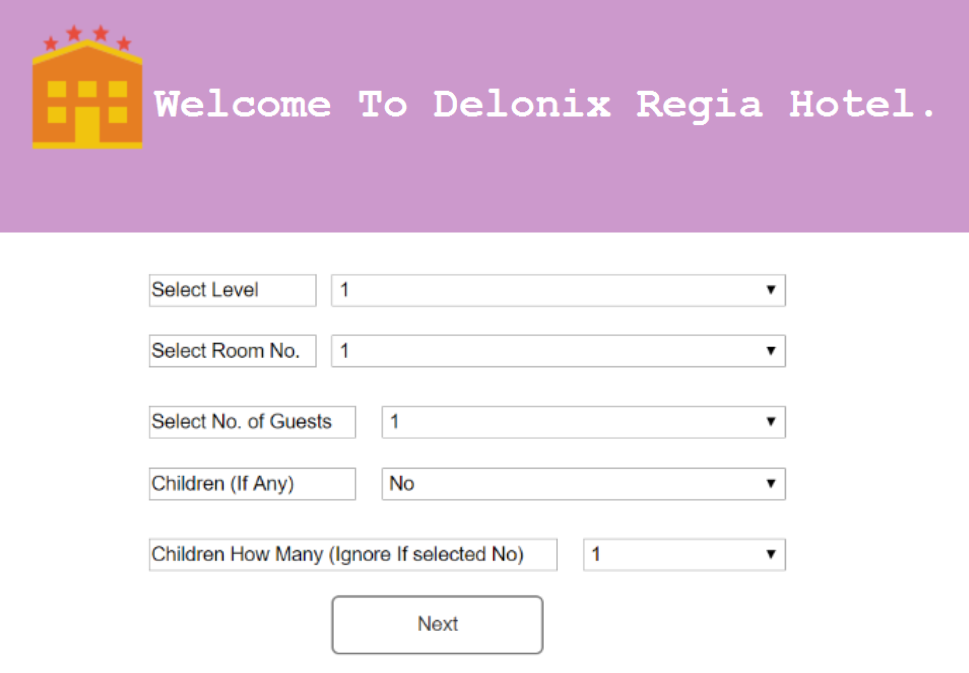 Welcome To Delonix Regia Hotel.
Select Level 1
Select Room No. 1
Select No. of Guests 1
Children (If Any) No
Children How Many (Ignore If selected No) 1
Next